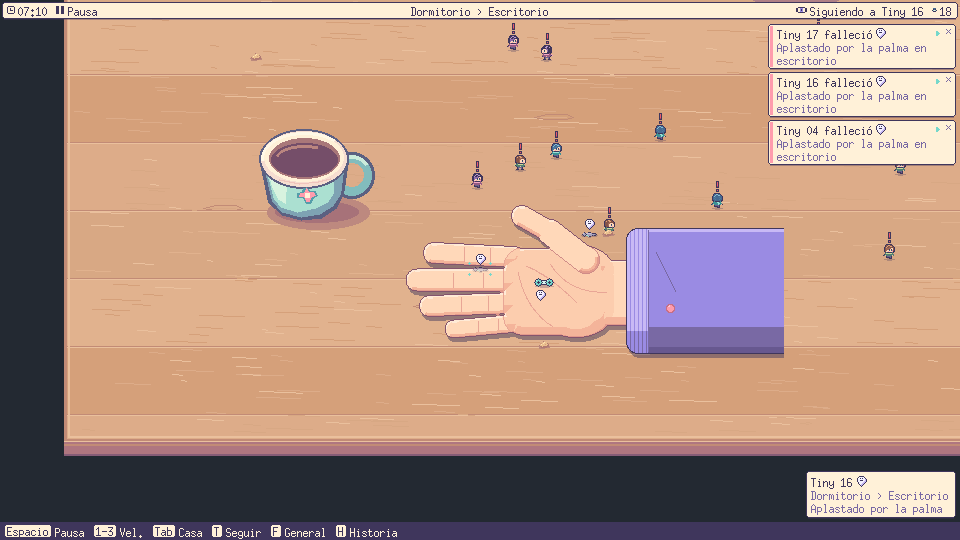 07:10 Pausa
Dormitorio > Escritorio
Siguiendo a Tiny 16
18
Tiny 17 falleció
Aplastado por la palma en
escritorio
Tiny 16 falleció
Aplastado por la palma en
escritorio
Tiny 04 falleció
Aplastado por la palma en
escritorio
Tiny 16
Dormitorio > Escritorio
Aplastado por la palma
Espacio Pausa 1-3 Vel. Tab Casa T Seguir F General H Historia